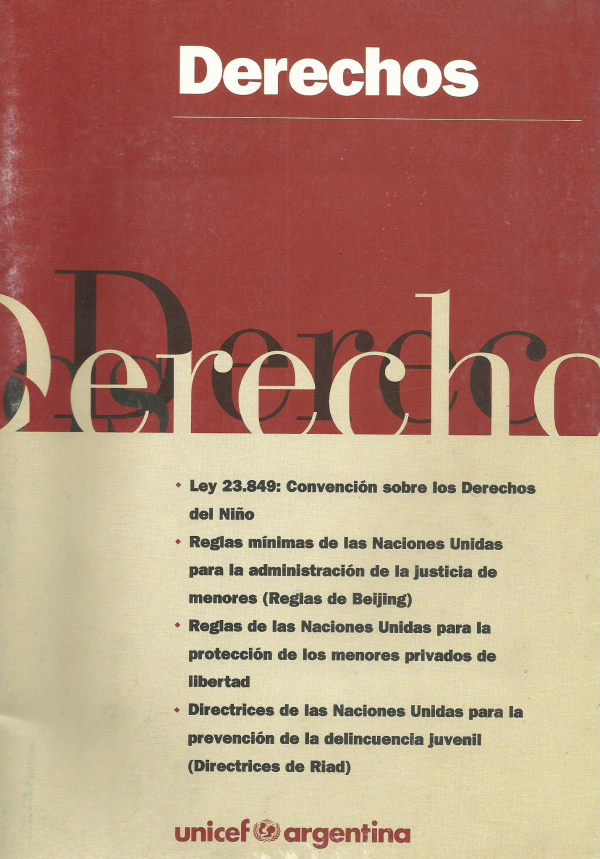 Derechos
Derec
os
Derecho
• Ley 23.849: Convención sobre los Derechos
del Niño
• Reglas mínimas de las Naciones Unidas
para la administración de la justicia de
menores (Reglas de Beijing)
• Reglas de las Naciones Unidas para la
protección de los menores privados de
libertad
• Directrices de las Naciones Unidas para la
prevención de la delincuencia juvenil
(Directrices de Riad)
unicef argentina